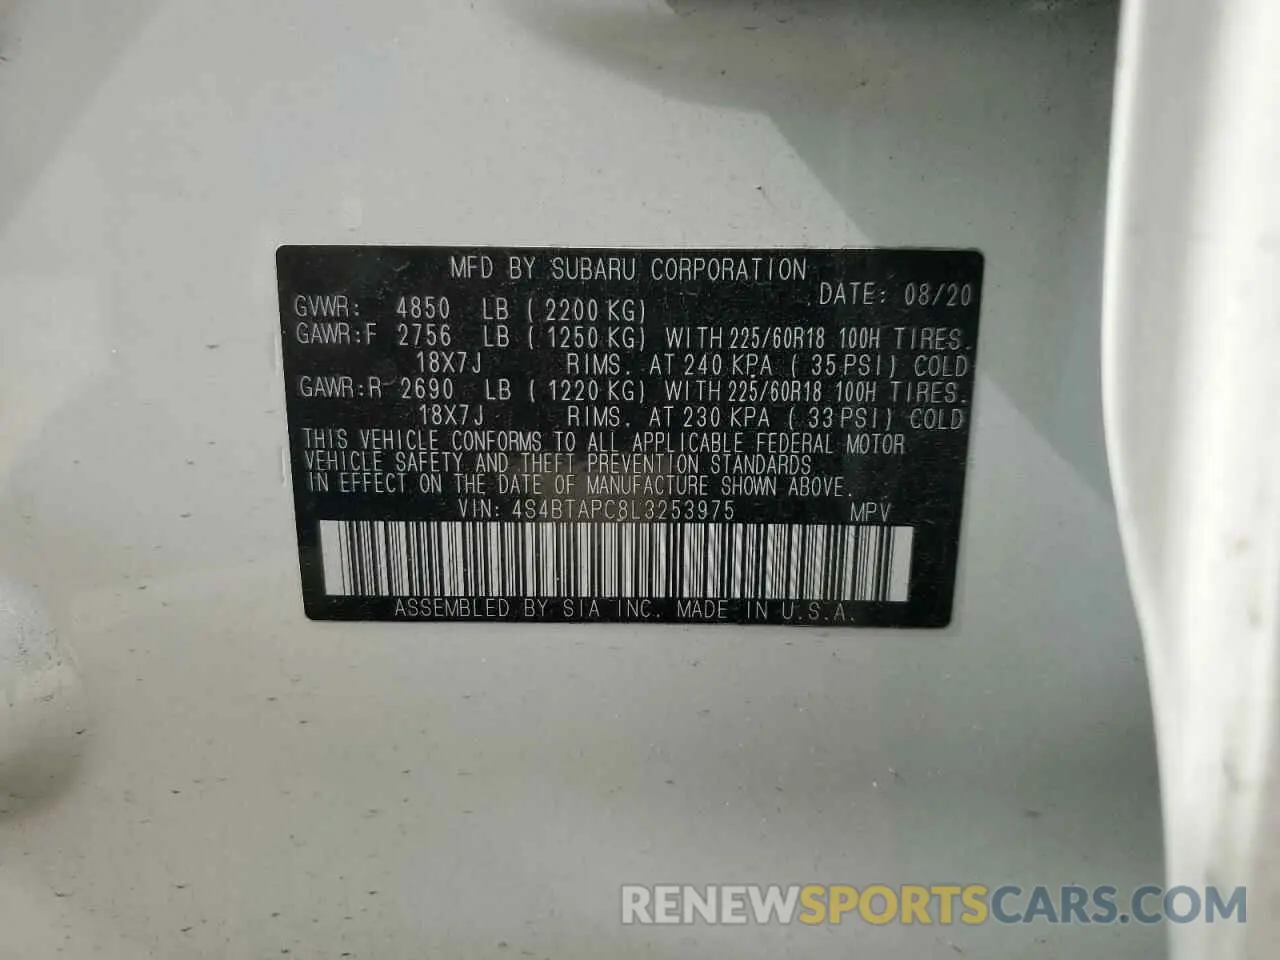 MFD BY SUBARU CORPORATION
DATE: 08/20
GVWR: 4850 LB ( 2200 KG)
GAWR:F 2756 LB ( 1250 KG) WITH 225/60R18 100H TIRES.
18X7J RIMS. AT 240 KPA ( 35 PSI) COLD
GAWR:R 2690 LB ( 1220 KG) WITH 225/60R18 100H TIRES.
18X7J RIMS. AT 230 KPA ( 33 PSI) COLD
THIS VEHICLE CONFORMS TO ALL APPLICABLE FEDERAL MOTOR
VEHICLE SAFETY AND THEFT PREVENTION STANDARDS
IN EFFECT ON THE DATE OF MANUFACTURE SHOWN ABOVE.
VIN: 4S4BTAPC8L3253975 MPV
ASSEMBLED BY SIA INC. MADE IN U.S.A.
RENEWSPORTSCARS.COM